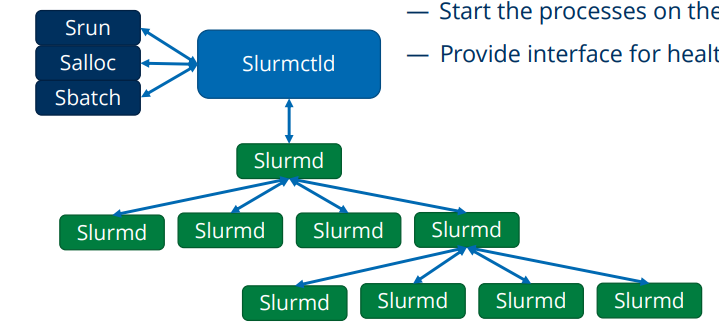 Srun
Salloc
Sbatch
Slurmctld
— Start the processes on the
— Provide interface for healt
Slurmd
Slurmd
Slurmd
Slurmd
Slurmd
Slurmd
Slurmd
Slurmd
Slurmd